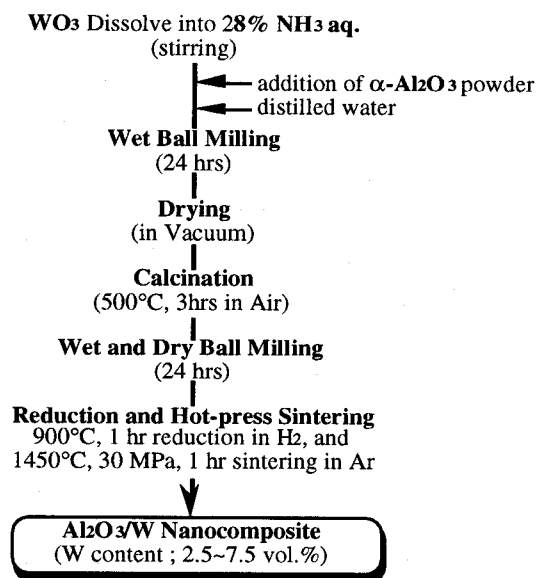 WO3 Dissolve into 28% NH3 aq.
(stirring)
addition of α-Al2O3 powder
distilled water
Wet Ball Milling
(24 hrs)
Drying
(in Vacuum)
Calcination
(500°C, 3hrs in Air)
Wet and Dry Ball Milling
(24 hrs)
Reduction and Hot-press Sintering
900°C, 1 hr reduction in H2, and
1450°C, 30 MPa, 1 hr sintering in Ar
Al2O3/W Nanocomposite
(W content ; 2.5~7.5 vol.%)